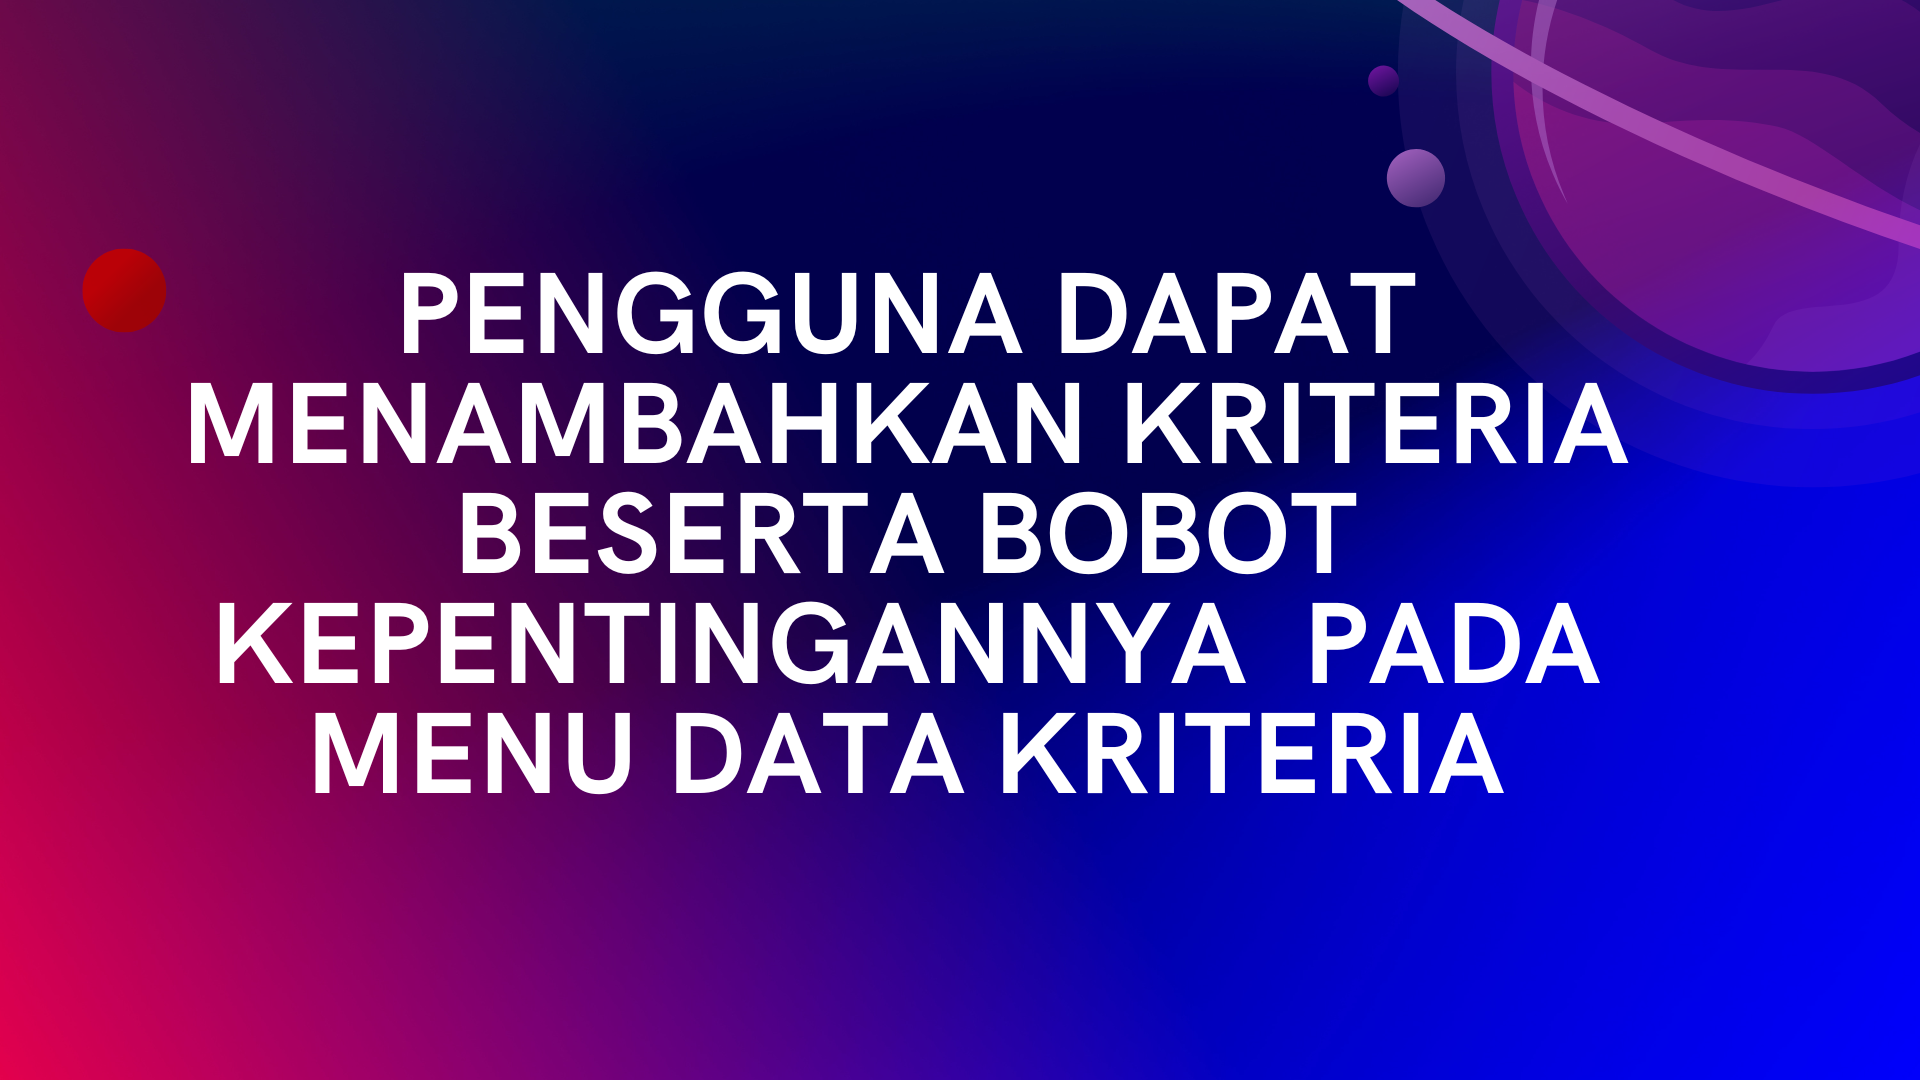 PENGGUNA DAPAT
MENAMBAHKAN KRITERIA
BESERTA BOBOT
KEPENTINGANNYA  PADA
MENU DATA KRITERIA